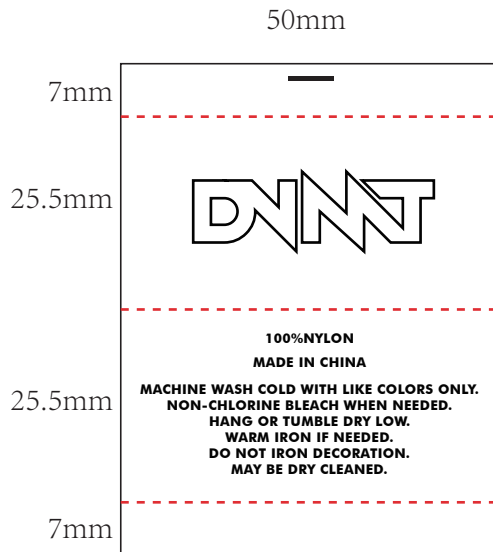 50mm
7mm
25.5mm
DNMT
25.5mm
100%NYLON
MADE IN CHINA
MACHINE WASH COLD WITH LIKE COLORS ONLY.
NON-CHLORINE BLEACH WHEN NEEDED.
HANG OR TUMBLE DRY LOW.
WARM IRON IF NEEDED.
DO NOT IRON DECORATION.
MAY BE DRY CLEANED.
7mm